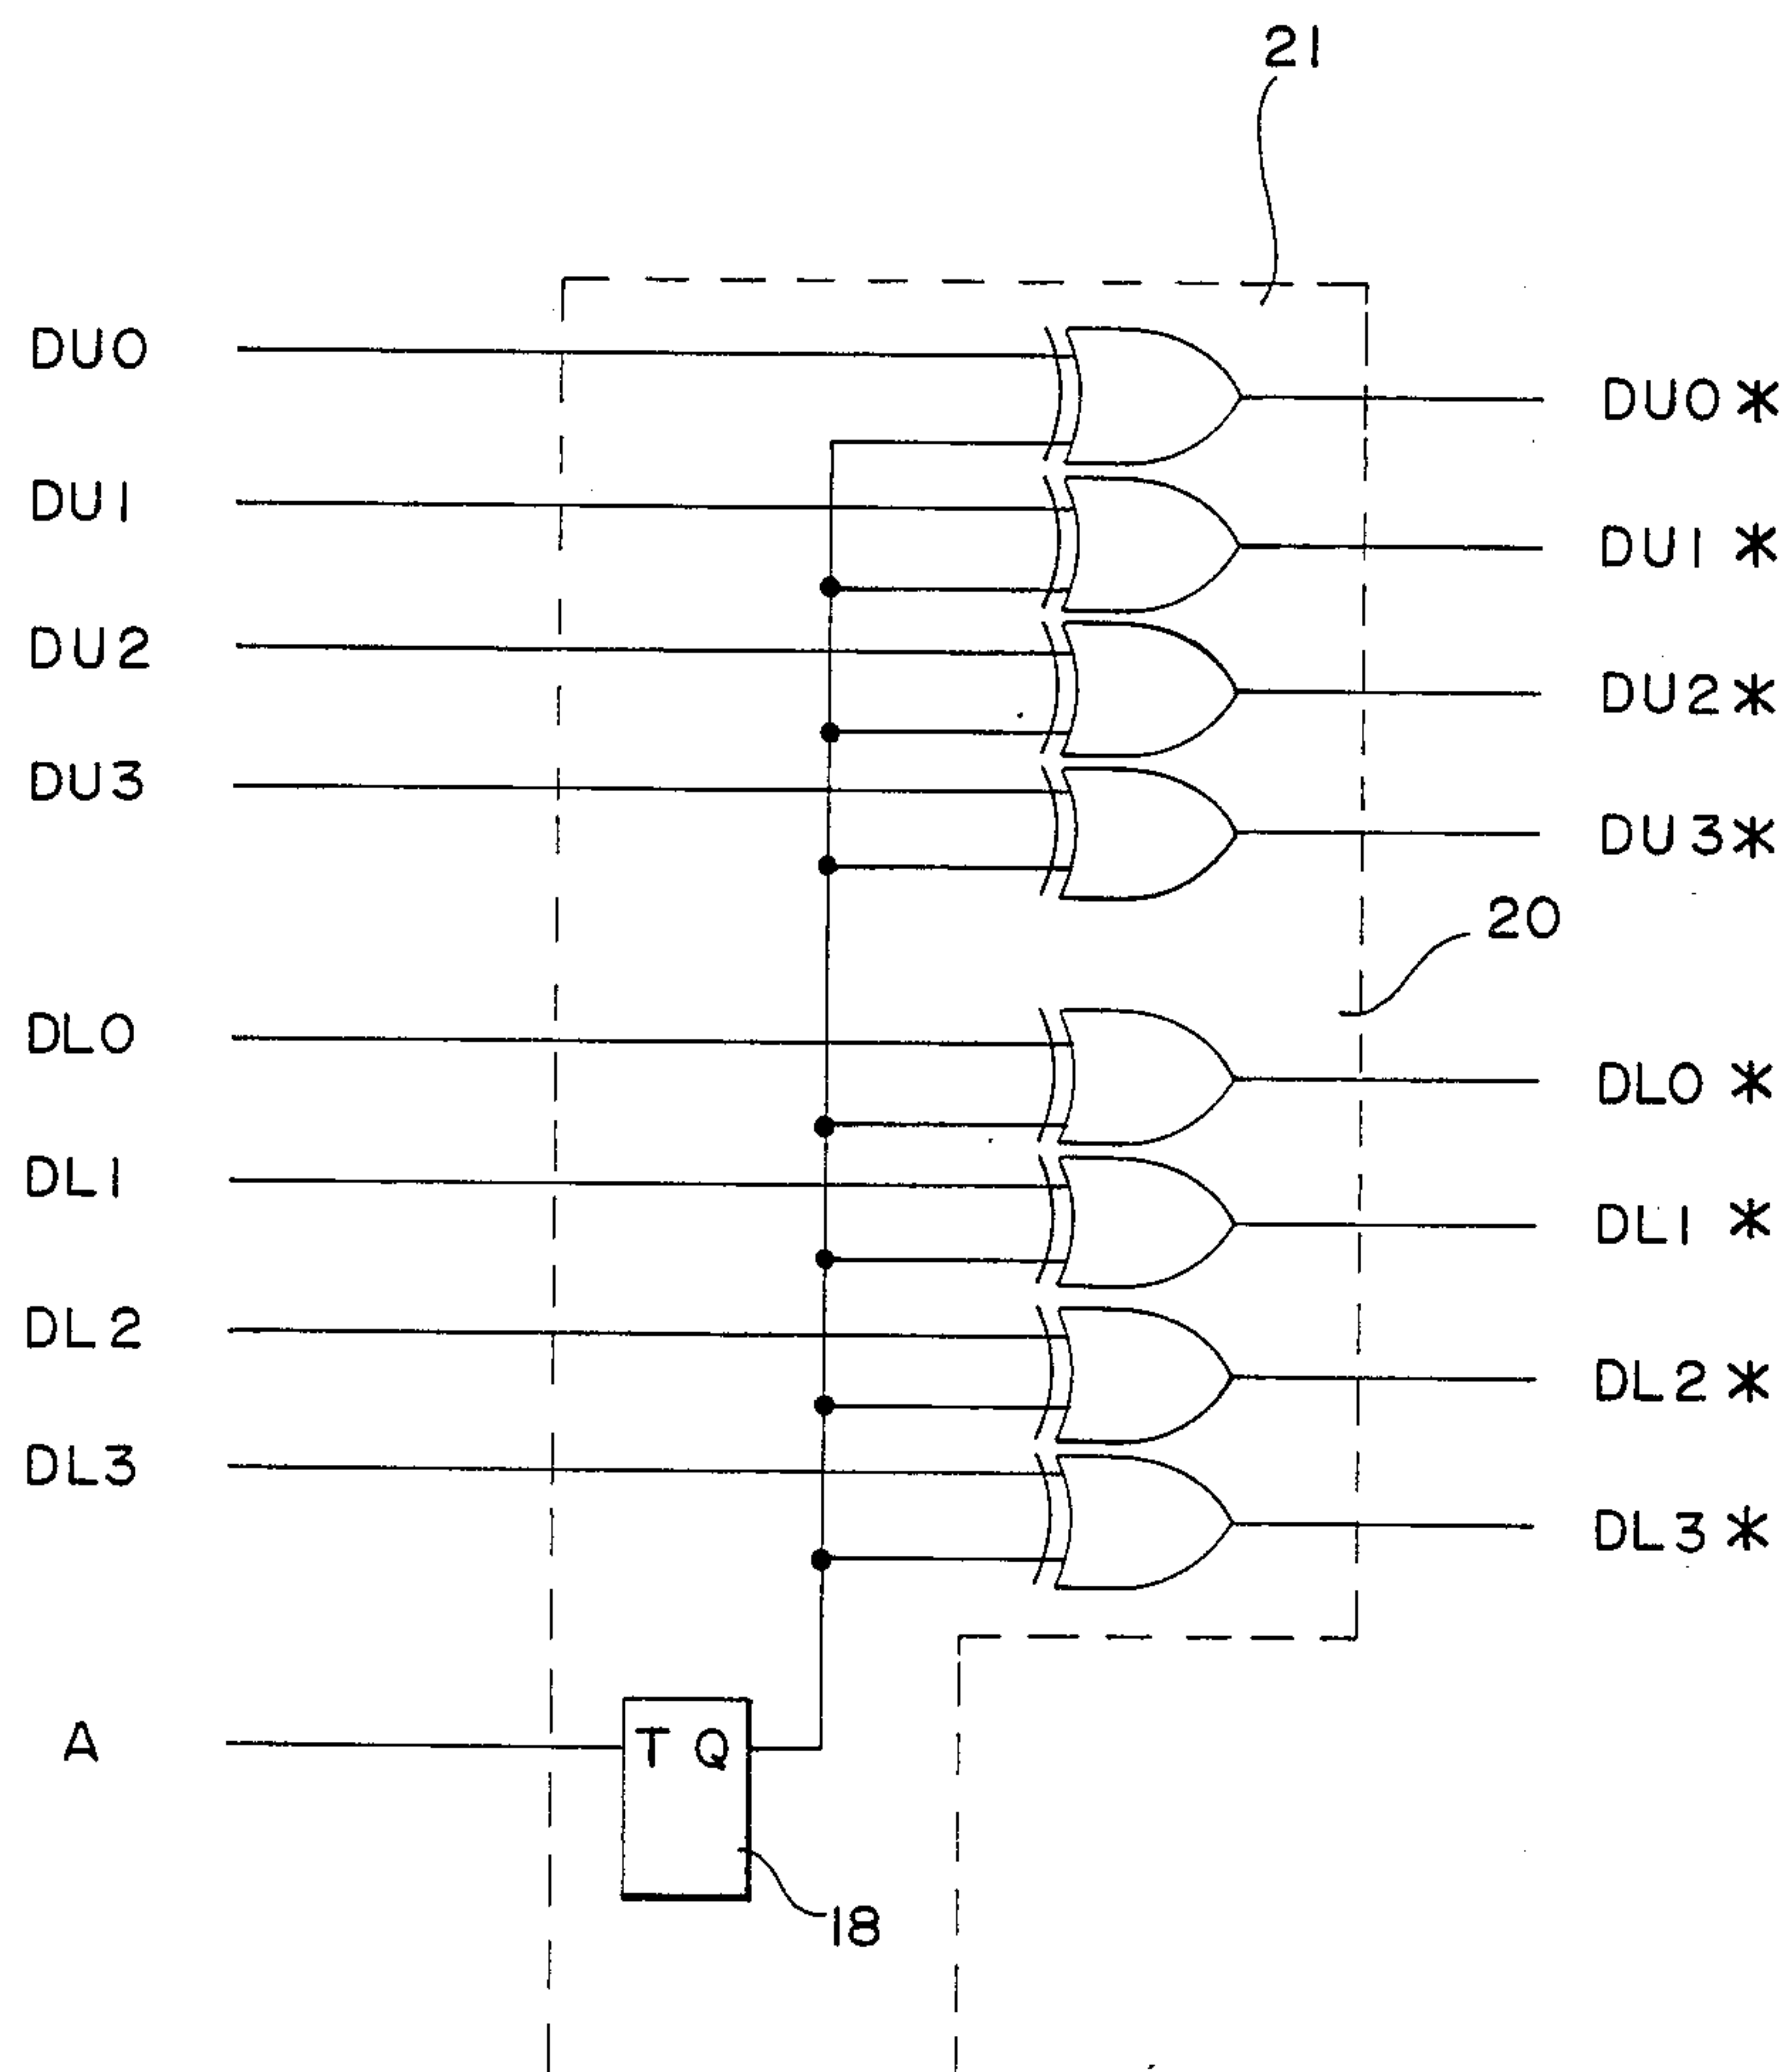 21
DU0
DU0*
DU1
DU1*
DU2
DU2*
DU3
DU3*
20
DL0
DL0*
DL1
DL1*
DL2
DL2*
DL3
DL3*
A
T Q
18